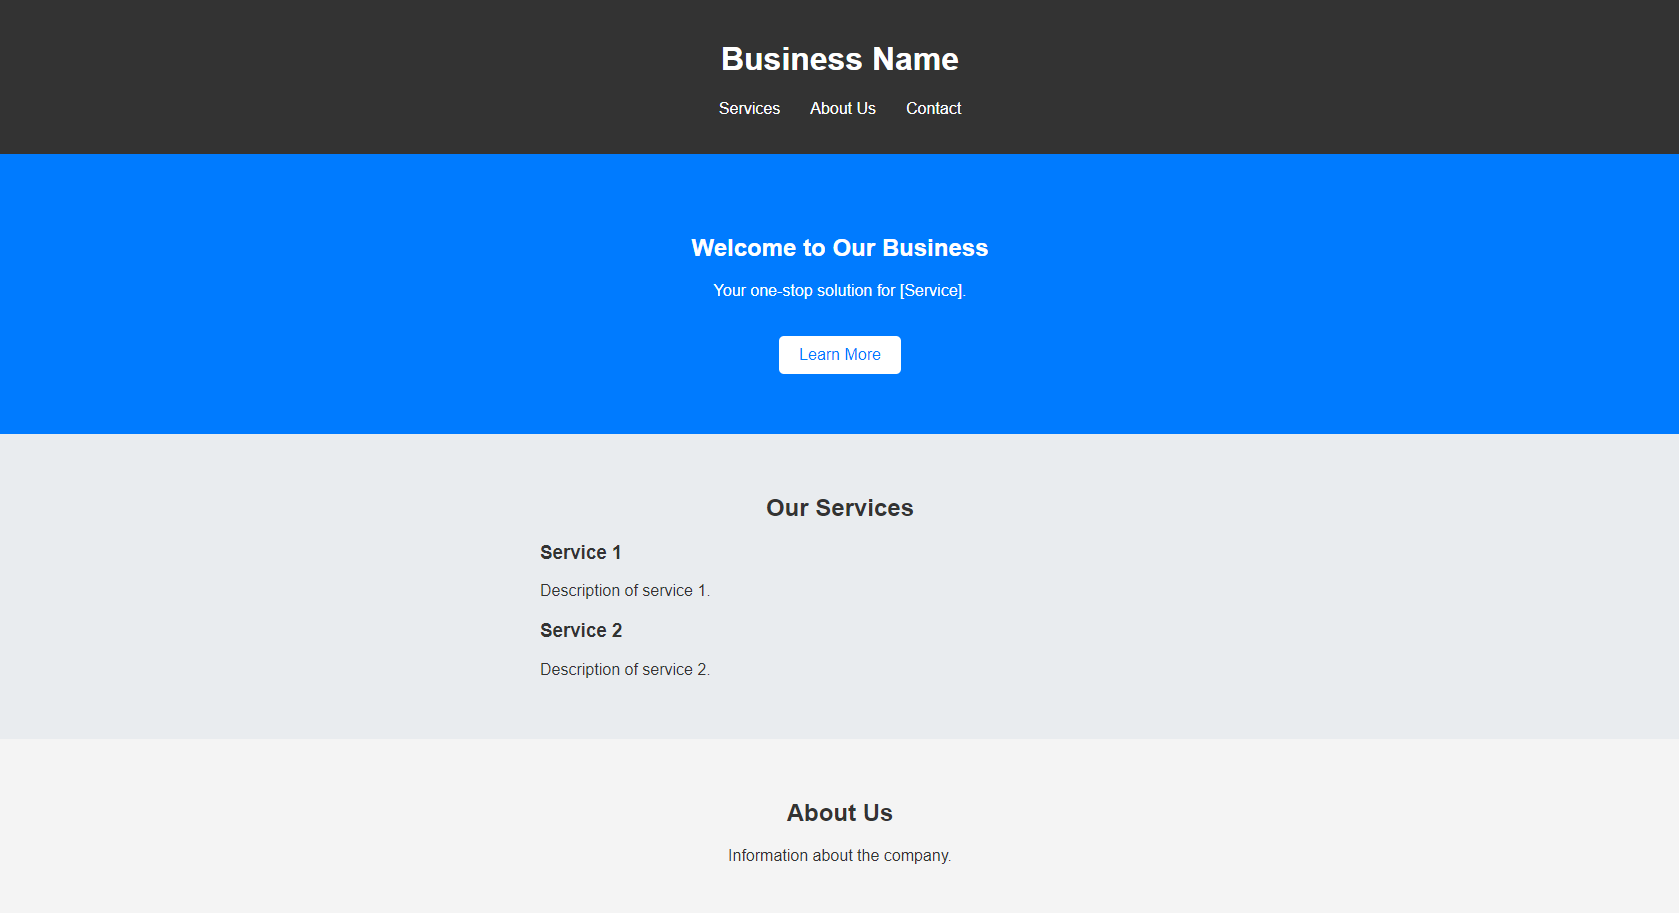 Business Name
Services About Us Contact
Welcome to Our Business
Your one-stop solution for [Service].
Learn More
Our Services
Service 1
Description of service 1.
Service 2
Description of service 2.
About Us
Information about the company.